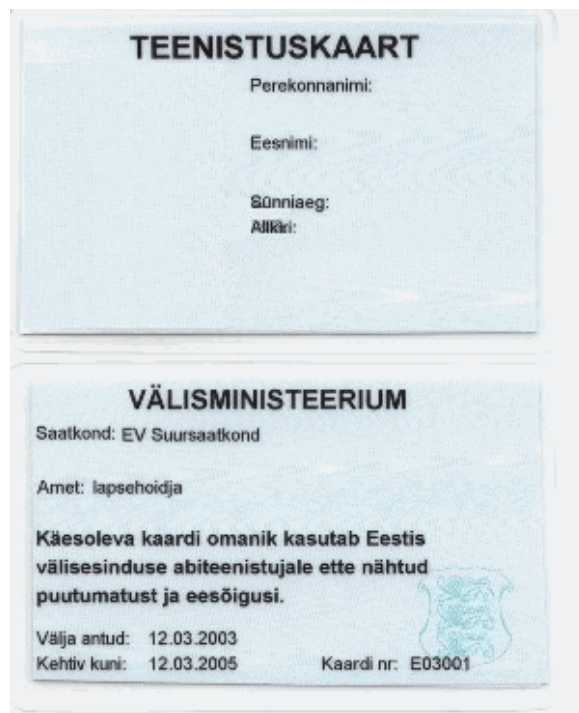 TEENISTUSKAART
Perekonnanimi:
Eesnimi:
Sünniaeg:
Allkiri:
VÄLISMINISTEERIUM
Saatkond: EV Suursaatkond
Amet: lapsehoidja
Käesoleva kaardi omanik kasutab Eestis
välisesinduse abiteenistujale ette nähtud
puutumatust ja eesõigusi.
Välja antud: 12.03.2003
Kehtiv kuni: 12.03.2005 Kaardi nr: E03001